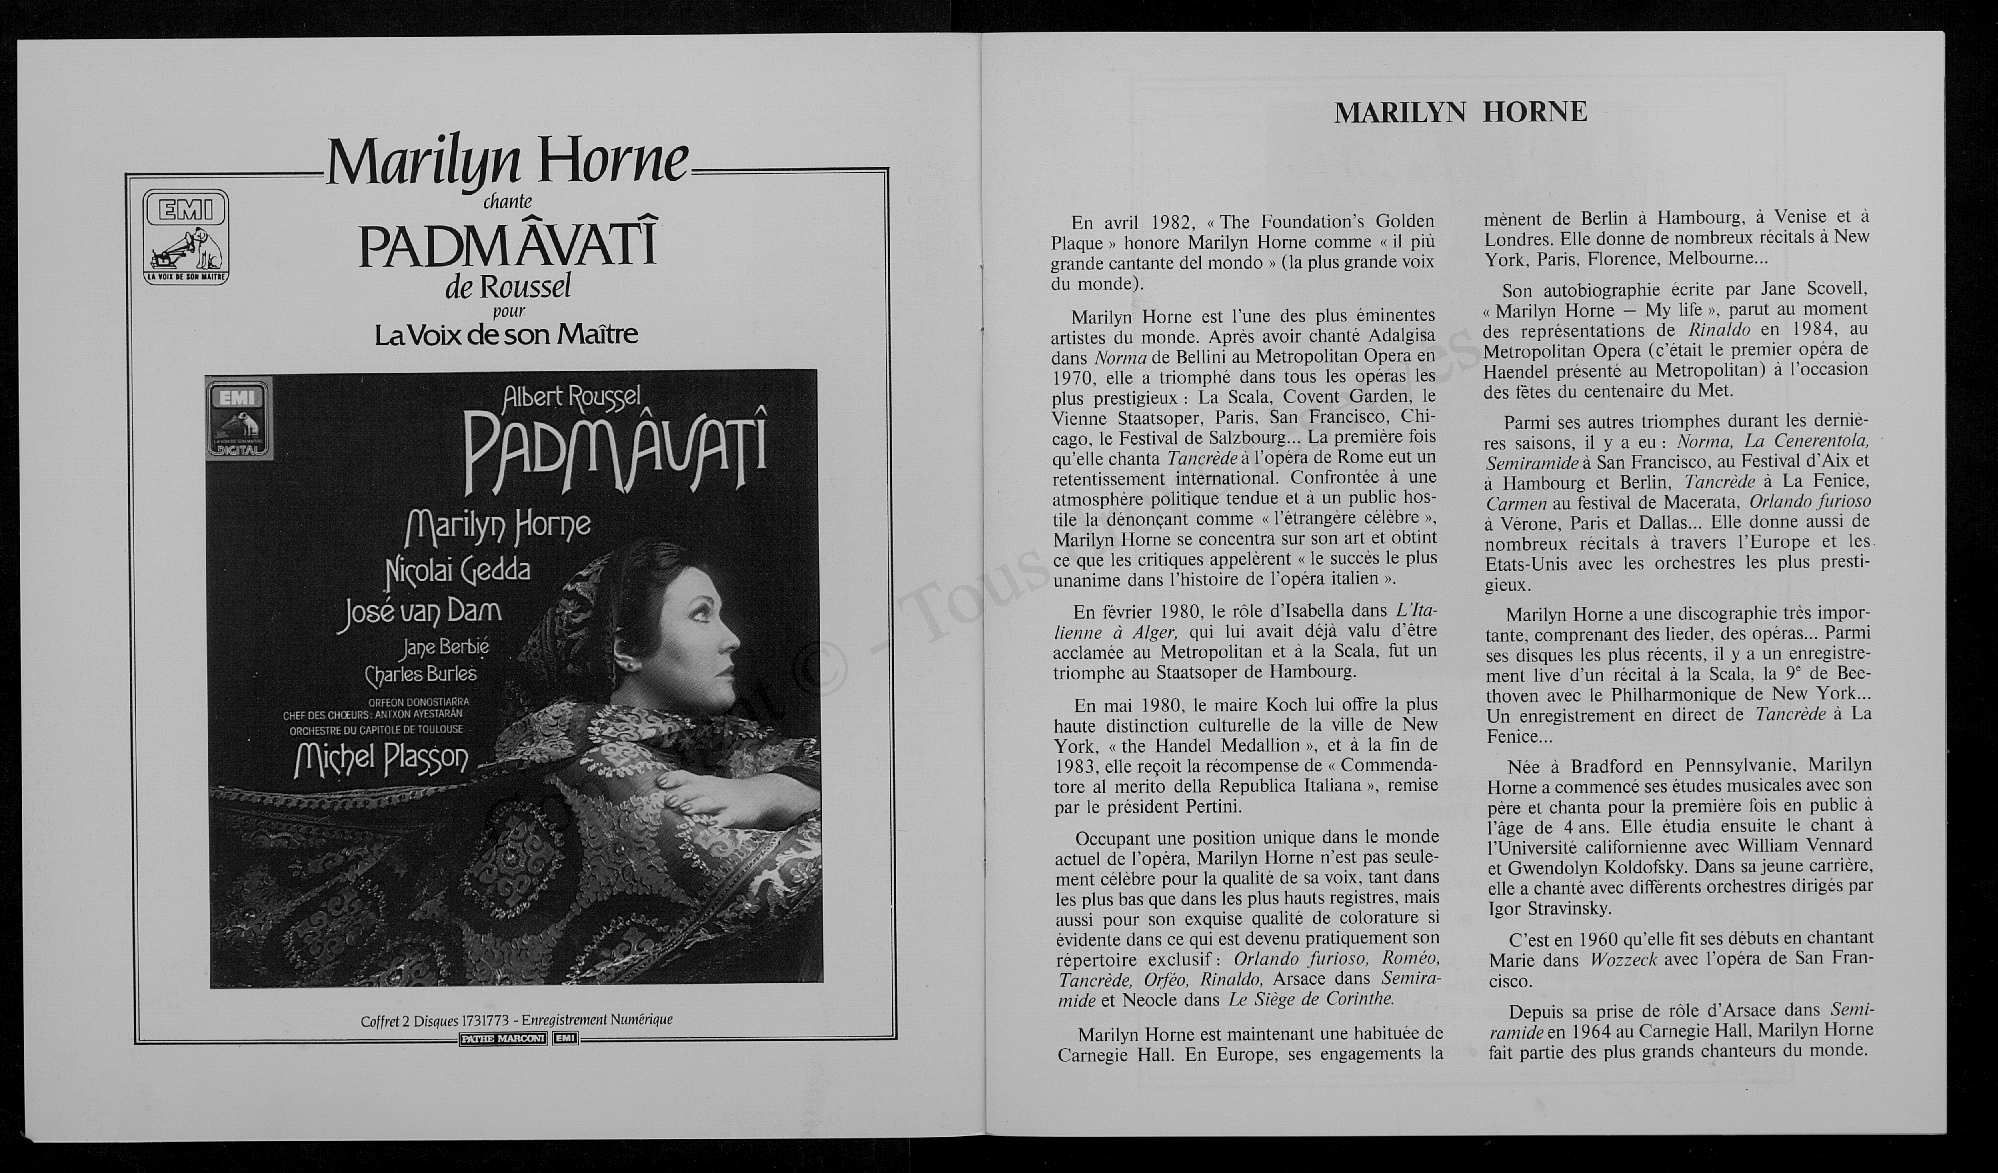 Marilyn Horne
chante
PADMÂVATÎ
de Roussel
pour
La Voix de son Maître
EMI
LA VOIX DE SON MAITRE
EMI
LA VOIX DE SON MAITRE
DIGITAL
Albert Roussel
PADMÂVATÎ
Marilyn Horne
Nicolai Gedda
José van Dam
Jane Berbié
Charles Burles
ORFEON DONOSTIARRA
CHEF DES CHŒURS : ANTXON AYESTARÁN
ORCHESTRE DU CAPITOLE DE TOULOUSE
Michel Plasson
Coffret 2 Disques 1731773 - Enregistrement Numérique
PATHE MARCONI EMI
MARILYN HORNE
En avril 1982, « The Foundation's Golden
Plaque » honore Marilyn Horne comme « il più
grande cantante del mondo » (la plus grande voix
du monde).
Marilyn Horne est l'une des plus éminentes
artistes du monde. Après avoir chanté Adalgisa
dans Norma de Bellini au Metropolitan Opera en
1970, elle a triomphé dans tous les opéras les
plus prestigieux : La Scala, Covent Garden, le
Vienne Staatsoper, Paris, San Francisco, Chi-
cago, le Festival de Salzbourg... La première fois
qu'elle chanta Tancrède à l'opéra de Rome eut un
retentissement international. Confrontée à une
atmosphère politique tendue et à un public hos-
tile la dénonçant comme « l'étrangère célèbre »,
Marilyn Horne se concentra sur son art et obtint
ce que les critiques appelèrent « le succès le plus
unanime dans l'histoire de l'opéra italien ».
En février 1980, le rôle d'Isabella dans L'Ita-
lienne à Alger, qui lui avait déjà valu d'être
acclamée au Metropolitan et à la Scala, fut un
triomphe au Staatsoper de Hambourg.
En mai 1980, le maire Koch lui offre la plus
haute distinction culturelle de la ville de New
York, « the Handel Medallion », et à la fin de
1983, elle reçoit la récompense de « Commenda-
tore al merito della Republica Italiana », remise
par le président Pertini.
Occupant une position unique dans le monde
actuel de l'opéra, Marilyn Horne n'est pas seule-
ment célèbre pour la qualité de sa voix, tant dans
les plus bas que dans les plus hauts registres, mais
aussi pour son exquise qualité de colorature si
évidente dans ce qui est devenu pratiquement son
répertoire exclusif : Orlando furioso, Roméo,
Tancrède, Orféo, Rinaldo, Arsace dans Semira-
mide et Neocle dans Le Siège de Corinthe.
Marilyn Horne est maintenant une habituée de
Carnegie Hall. En Europe, ses engagements la
mènent de Berlin à Hambourg, à Venise et à
Londres. Elle donne de nombreux récitals à New
York, Paris, Florence, Melbourne...
Son autobiographie écrite par Jane Scovell,
« Marilyn Horne — My life », parut au moment
des représentations de Rinaldo en 1984, au
Metropolitan Opera (c'était le premier opéra de
Haendel présenté au Metropolitan) à l'occasion
des fêtes du centenaire du Met.
Parmi ses autres triomphes durant les derniè-
res saisons, il y a eu : Norma, La Cenerentola,
Semiramide à San Francisco, au Festival d'Aix et
à Hambourg et Berlin, Tancrède à La Fenice,
Carmen au festival de Macerata, Orlando furioso
à Vérone, Paris et Dallas... Elle donne aussi de
nombreux récitals à travers l'Europe et les
Etats-Unis avec les orchestres les plus presti-
gieux.
Marilyn Horne a une discographie très impor-
tante, comprenant des lieder, des opéras... Parmi
ses disques les plus récents, il y a un enregistre-
ment live d'un récital à la Scala, la 9e de Bee-
thoven avec le Philharmonique de New York...
Un enregistrement en direct de Tancrède à La
Fenice...
Née à Bradford en Pennsylvanie, Marilyn
Horne a commencé ses études musicales avec son
père et chanta pour la première fois en public à
l'âge de 4 ans. Elle étudia ensuite le chant à
l'Université californienne avec William Vennard
et Gwendolyn Koldofsky. Dans sa jeune carrière,
elle a chanté avec différents orchestres dirigés par
Igor Stravinsky.
C'est en 1960 qu'elle fit ses débuts en chantant
Marie dans Wozzeck avec l'opéra de San Fran-
cisco.
Depuis sa prise de rôle d'Arsace dans Semi-
ramide en 1964 au Carnegie Hall, Marilyn Horne
fait partie des plus grands chanteurs du monde.